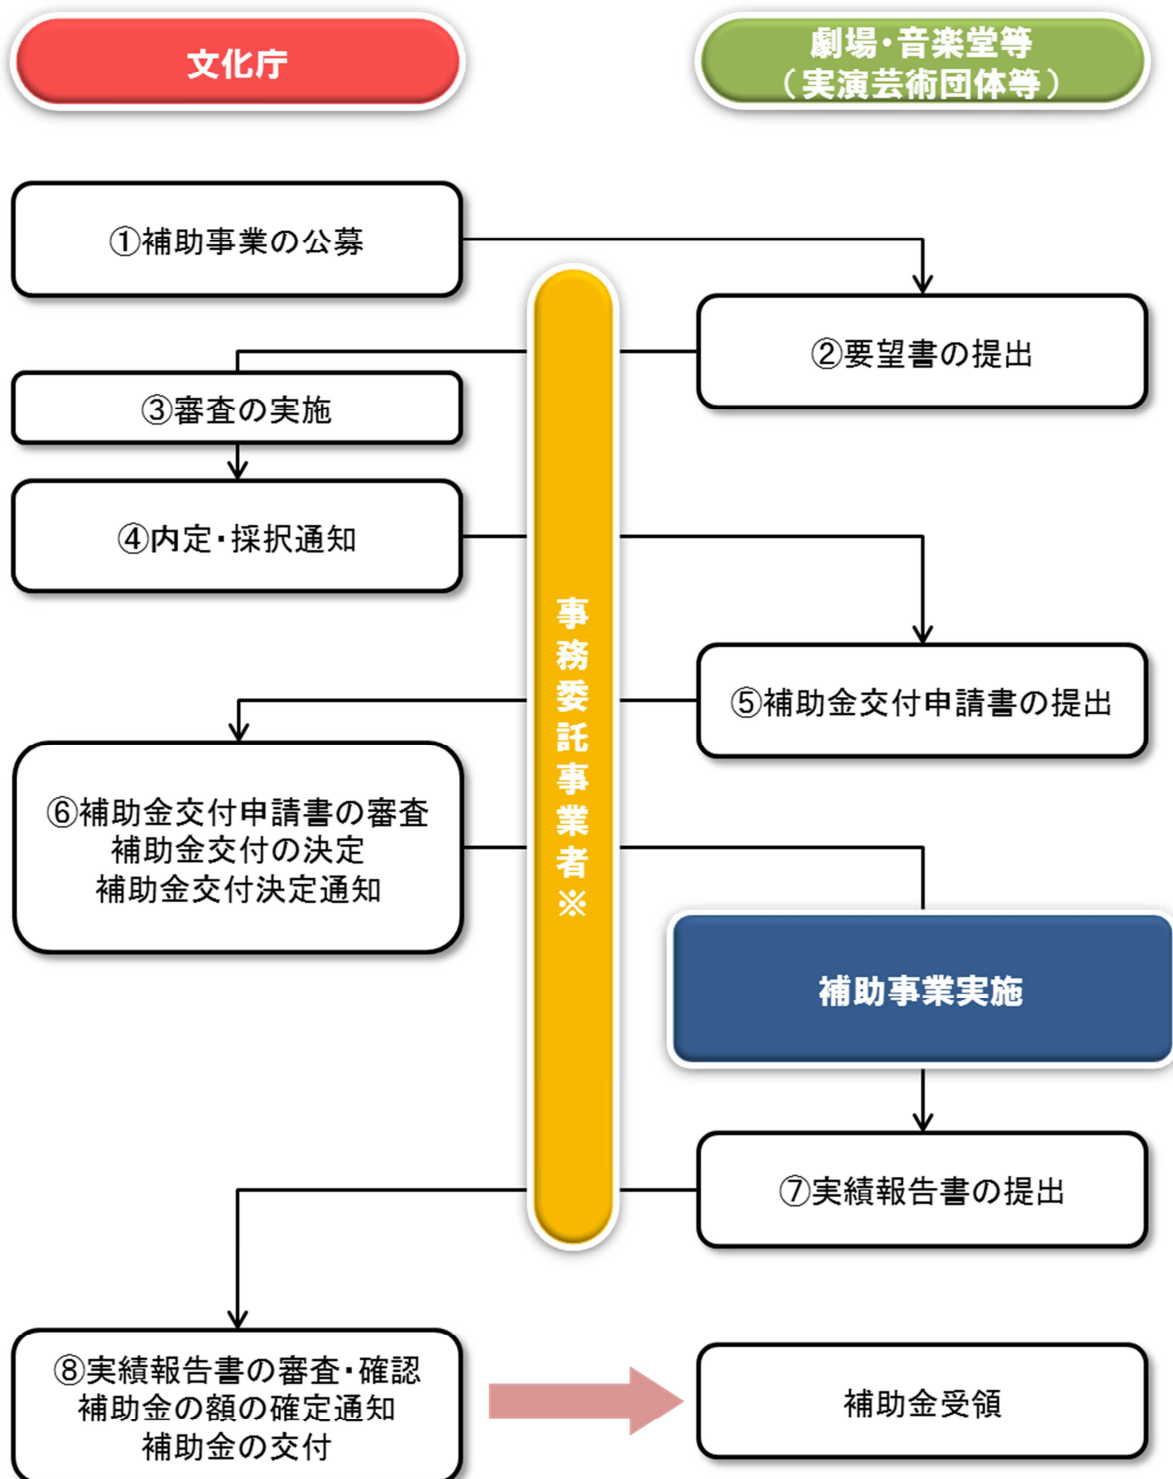 文化庁
劇場・音楽堂等
（実演芸術団体等）
①補助事業の公募
②要望書の提出
③審査の実施
④内定・採択通知
事務委託事業者※
⑤補助金交付申請書の提出
⑥補助金交付申請書の審査
補助金交付の決定
補助金交付決定通知
補助事業実施
⑦実績報告書の提出
⑧実績報告書の審査・確認
補助金の額の確定通知
補助金の交付
補助金受領